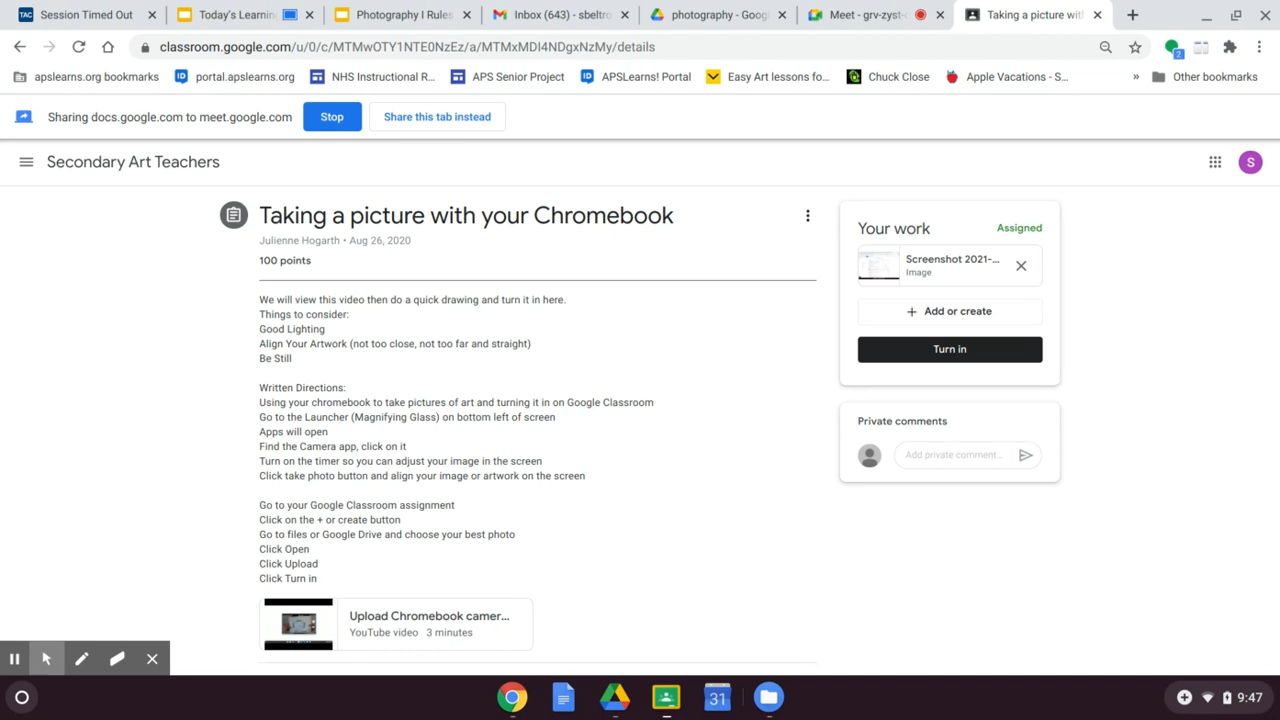 Session Timed Out
Today's Learnin
Photography I Rules
Inbox (643) - sbeltro
photography - Googl
Meet - grv-zyst-
Taking a picture with
classroom.google.com/u/0/c/MTMwOTY1NTE0NzEz/a/MTMxMDI4NDgxNzMy/details
2
apslearns.org bookmarks
portal.apslearns.org
NHS Instructional R...
APS Senior Project
APSLearns! Portal
Easy Art lessons fo...
Chuck Close
Apple Vacations - S...
»
Other bookmarks
Sharing docs.google.com to meet.google.com
Stop
Share this tab instead
Secondary Art Teachers
S
Taking a picture with your Chromebook
Julienne Hogarth • Aug 26, 2020
100 points
We will view this video then do a quick drawing and turn it in here.
Things to consider:
Good Lighting
Align Your Artwork (not too close, not too far and straight)
Be Still
Written Directions:
Using your chromebook to take pictures of art and turning it in on Google Classroom
Go to the Launcher (Magnifying Glass) on bottom left of screen
Apps will open
Find the Camera app, click on it
Turn on the timer so you can adjust your image in the screen
Click take photo button and align your image or artwork on the screen
Go to your Google Classroom assignment
Click on the + or create button
Go to files or Google Drive and choose your best photo
Click Open
Click Upload
Click Turn in
Upload Chromebook camer...
YouTube video 3 minutes
Your work
Assigned
Screenshot 2021-...
Image
+ Add or create
Turn in
Private comments
Add private comment...
31
9:47